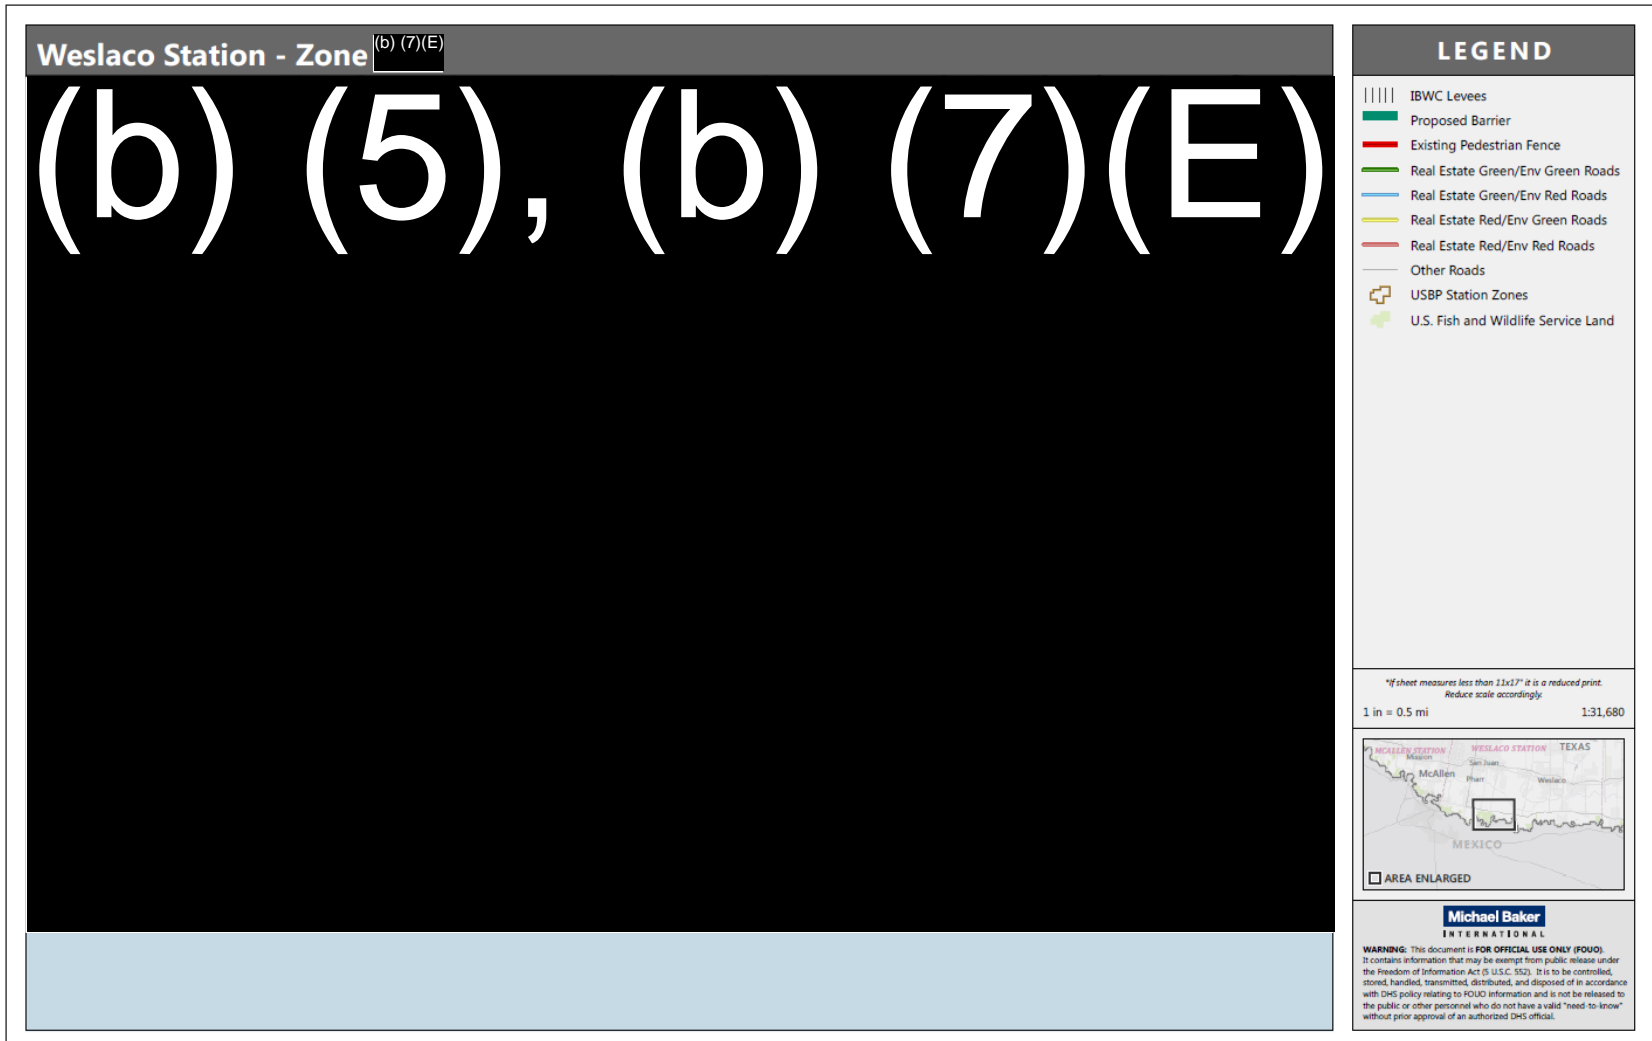 Weslaco Station - Zone (b) (7)(E)
(b) (5), (b) (7)(E)
LEGEND
IBWC Levees
Proposed Barrier
Existing Pedestrian Fence
Real Estate Green/Env Green Roads
Real Estate Green/Env Red Roads
Real Estate Red/Env Green Roads
Real Estate Red/Env Red Roads
Other Roads
USBP Station Zones
U.S. Fish and Wildlife Service Land
*If sheet measures less than 11x17" it is a reduced print.
Reduce scale accordingly.
1 in = 0.5 mi 1:31,680
MCALLEN STATION WESLACO STATION TEXAS
Mission San Juan
McAllen Pharr Weslaco
MEXICO
AREA ENLARGED
Michael Baker
INTERNATIONAL
WARNING: This document is FOR OFFICIAL USE ONLY (FOUO).
It contains information that may be exempt from public release under
the Freedom of Information Act (5 U.S.C. 552). It is to be controlled,
stored, handled, transmitted, distributed, and disposed of in accordance
with DHS policy relating to FOUO information and is not be released to
the public or other personnel who do not have a valid "need-to-know"
without prior approval of an authorized DHS official.